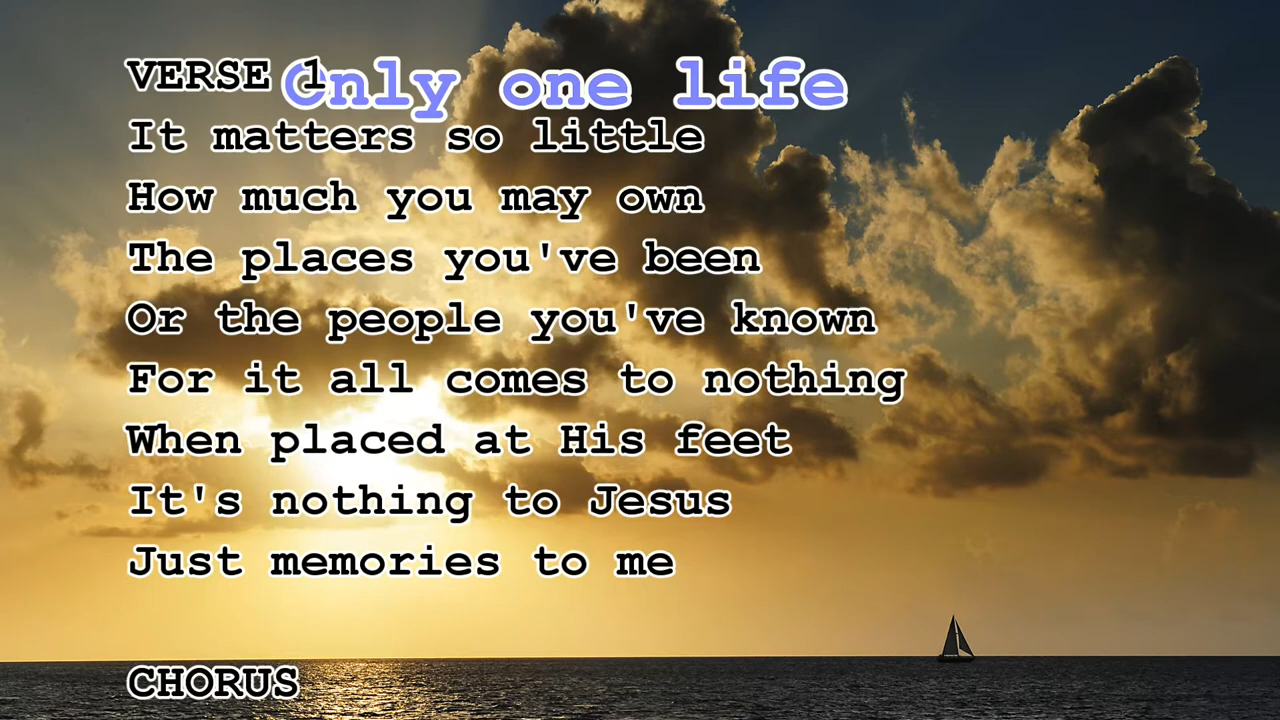 Only one life
VERSE 1
It matters so little
How much you may own
The places you've been
Or the people you've known
For it all comes to nothing
When placed at His feet
It's nothing to Jesus
Just memories to me
CHORUS